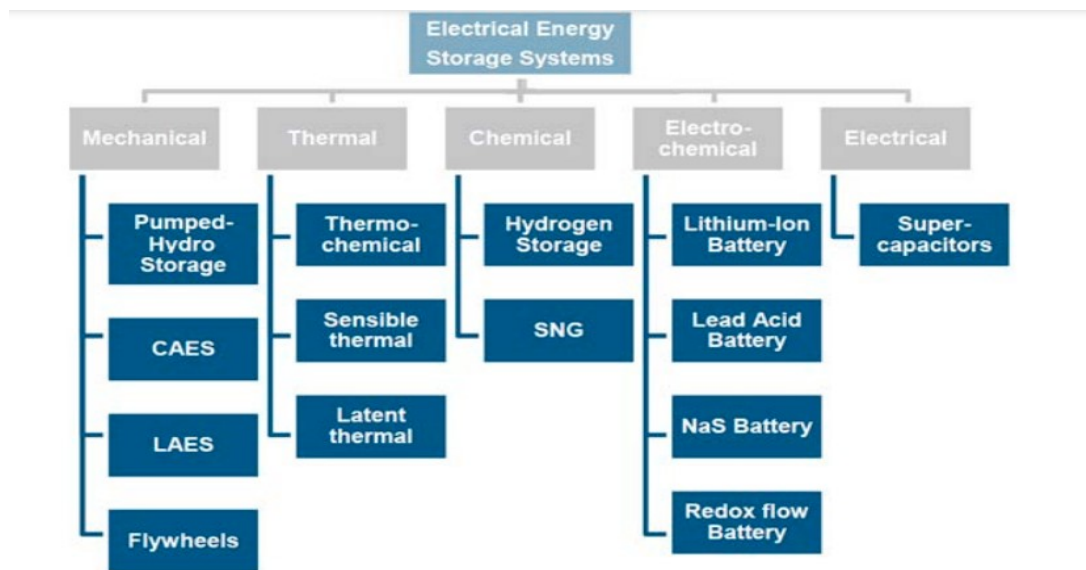 Electrical Energy
Storage Systems
Mechanical
Thermal
Chemical
Electro-
chemical
Electrical
Pumped-
Hydro
Storage
CAES
LAES
Flywheels
Thermo-
chemical
Sensible
thermal
Latent
thermal
Hydrogen
Storage
SNG
Lithium-Ion
Battery
Lead Acid
Battery
NaS Battery
Redox flow
Battery
Super-
capacitors